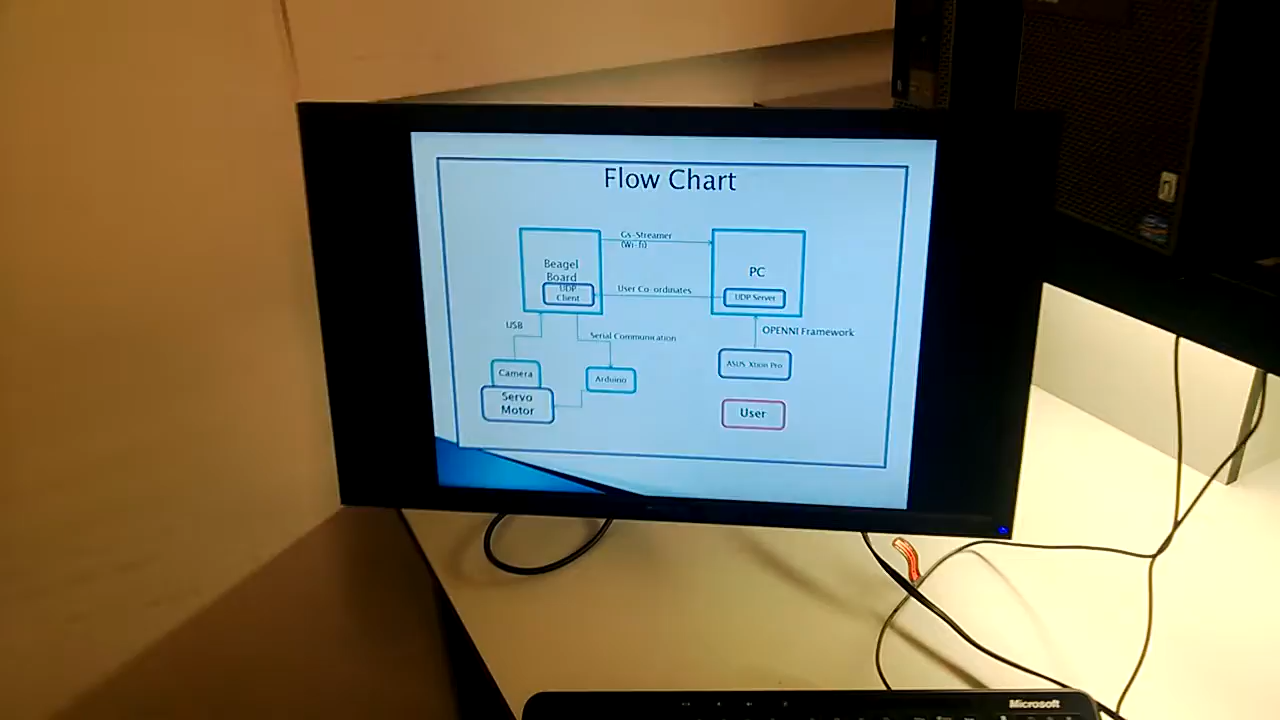 Flow Chart
Gs-Streamer
(Wi-fi)
Beagel
Board
UDP
Client
PC
UDP Server
User Co-ordinates
USB
Serial Communication
OPENNI Framework
Camera
Servo
Motor
Arduino
ASUS Xtion Pro
User
Microsoft